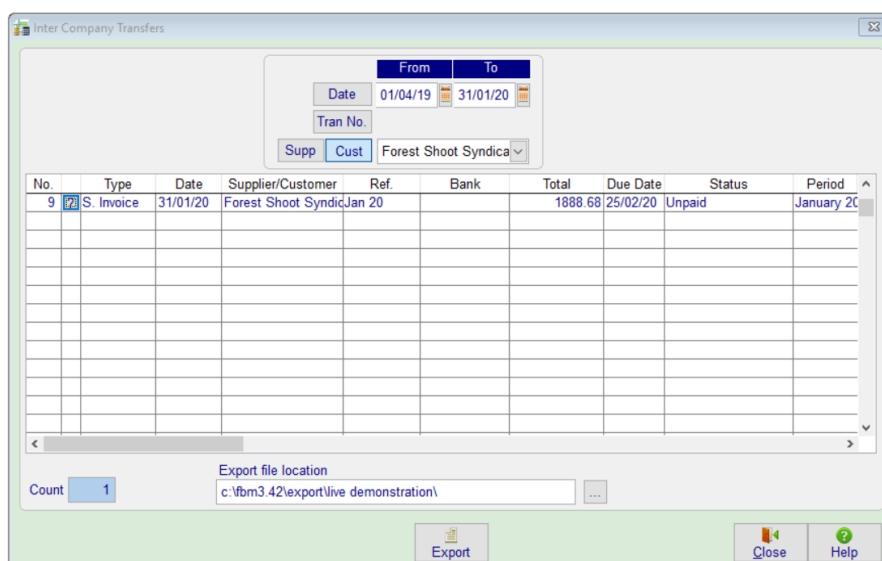 Inter Company Transfers
From To
Date 01/04/19 31/01/20
Tran No.
Supp Cust Forest Shoot Syndica
No. Type Date Supplier/Customer Ref. Bank Total Due Date Status Period
9 ? S. Invoice 31/01/20 Forest Shoot Syndic Jan 20 1888.68 25/02/20 Unpaid January 20
Export file location
Count 1 c:\fbm3.42\export\live demonstration\ ...
Export Close Help